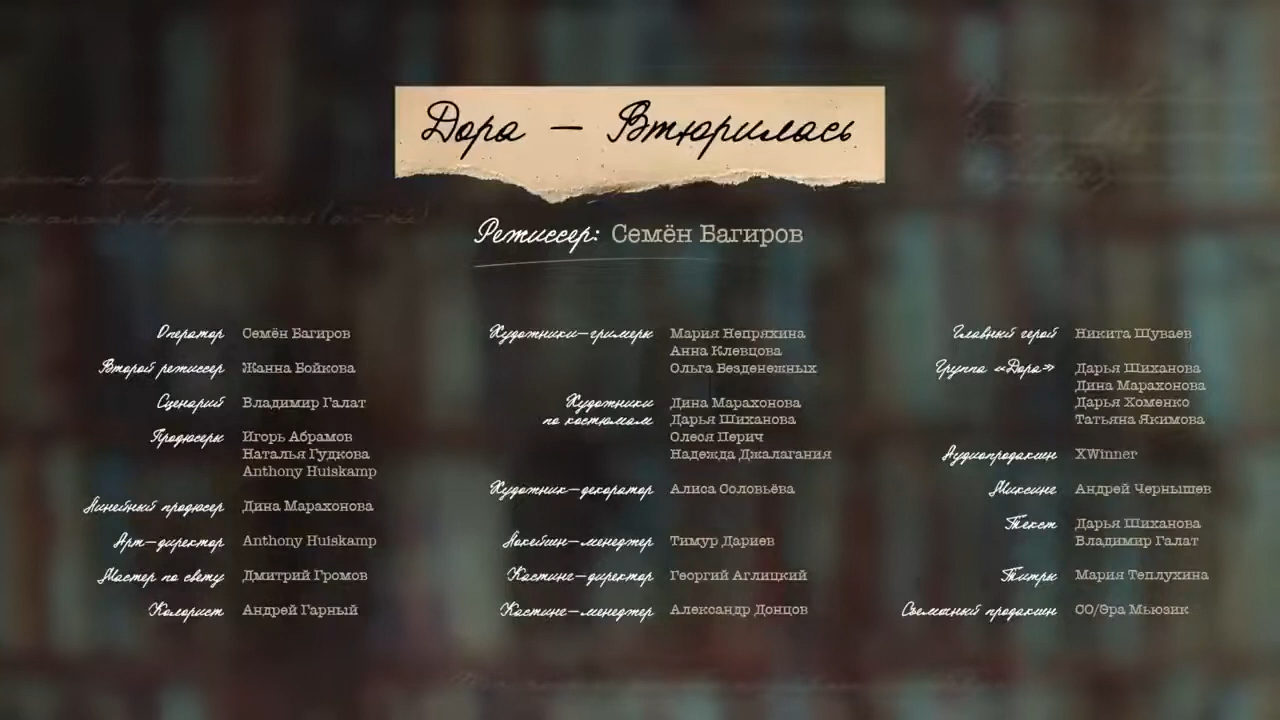 Дора — Втюрилась
Режиссер: Семён Багиров
Оператор Семён Багиров
Второй режиссер Жанна Бойкова
Сценарий Владимир Галат
Продюсеры Игорь Абрамов
Наталья Гудкова
Anthony Huiskamp
Линейный продюсер Дина Марахонова
Арт-директор Anthony Huiskamp
Мастер по свету Дмитрий Громов
Колорист Андрей Гарный
Художники-гримеры Мария Непряхина
Анна Клевцова
Ольга Безденежных
Художники Дина Марахонова
по костюмам Дарья Шиханова
Олеся Перич
Надежда Джалагания
Художник-декоратор Алиса Соловьёва
Локейшн-менеджер Тимур Дариев
Кастинг-директор Георгий Аглицкий
Кастинг-менеджер Александр Донцов
Главный герой Никита Щуваев
Группа «Дора» Дарья Шиханова
Дина Марахонова
Дарья Хоменко
Татьяна Якимова
Аудиопродакшн XWinner
Миксинг Андрей Чернышев
Текст Дарья Шиханова
Владимир Галат
Титры Мария Теплухина
Съемочный продакшн СО/Эра Мьюзик